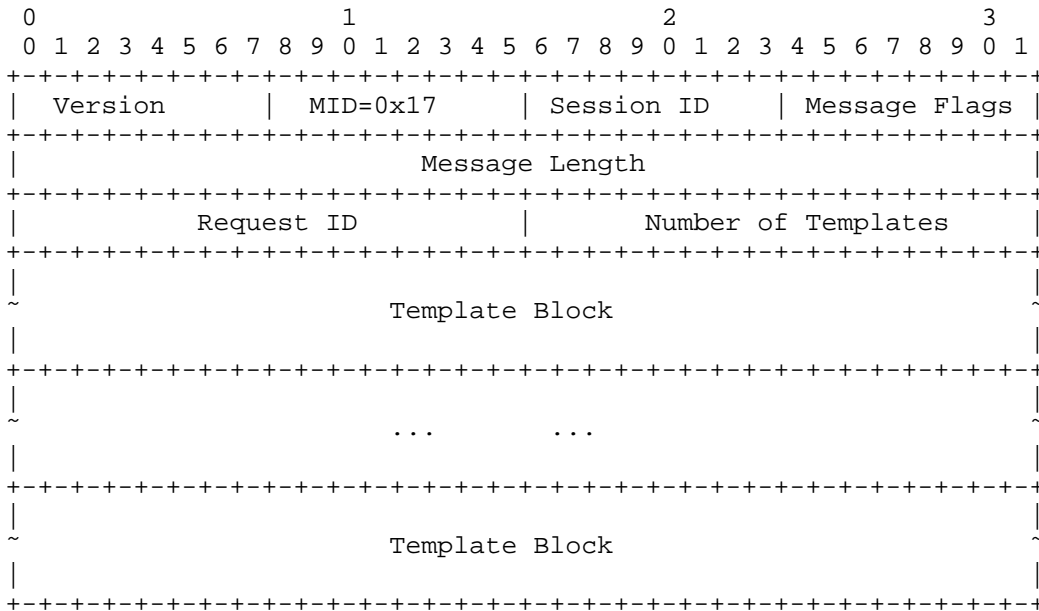 0                   1                   2                   3
 0 1 2 3 4 5 6 7 8 9 0 1 2 3 4 5 6 7 8 9 0 1 2 3 4 5 6 7 8 9 0 1
+-+-+-+-+-+-+-+-+-+-+-+-+-+-+-+-+-+-+-+-+-+-+-+-+-+-+-+-+-+-+-+-+
|  Version      |  MID=0x17     | Session ID    | Message Flags |
+-+-+-+-+-+-+-+-+-+-+-+-+-+-+-+-+-+-+-+-+-+-+-+-+-+-+-+-+-+-+-+-+
|                         Message Length                        |
+-+-+-+-+-+-+-+-+-+-+-+-+-+-+-+-+-+-+-+-+-+-+-+-+-+-+-+-+-+-+-+-+
|           Request ID          |       Number of Templates     |
+-+-+-+-+-+-+-+-+-+-+-+-+-+-+-+-+-+-+-+-+-+-+-+-+-+-+-+-+-+-+-+-+
|                                                               |
~                       Template Block                          ~
|                                                               |
+-+-+-+-+-+-+-+-+-+-+-+-+-+-+-+-+-+-+-+-+-+-+-+-+-+-+-+-+-+-+-+-+
|                                                               |
~                       ...       ...                           ~
|                                                               |
+-+-+-+-+-+-+-+-+-+-+-+-+-+-+-+-+-+-+-+-+-+-+-+-+-+-+-+-+-+-+-+-+
|                                                               |
~                       Template Block                          ~
|                                                               |
+-+-+-+-+-+-+-+-+-+-+-+-+-+-+-+-+-+-+-+-+-+-+-+-+-+-+-+-+-+-+-+-+